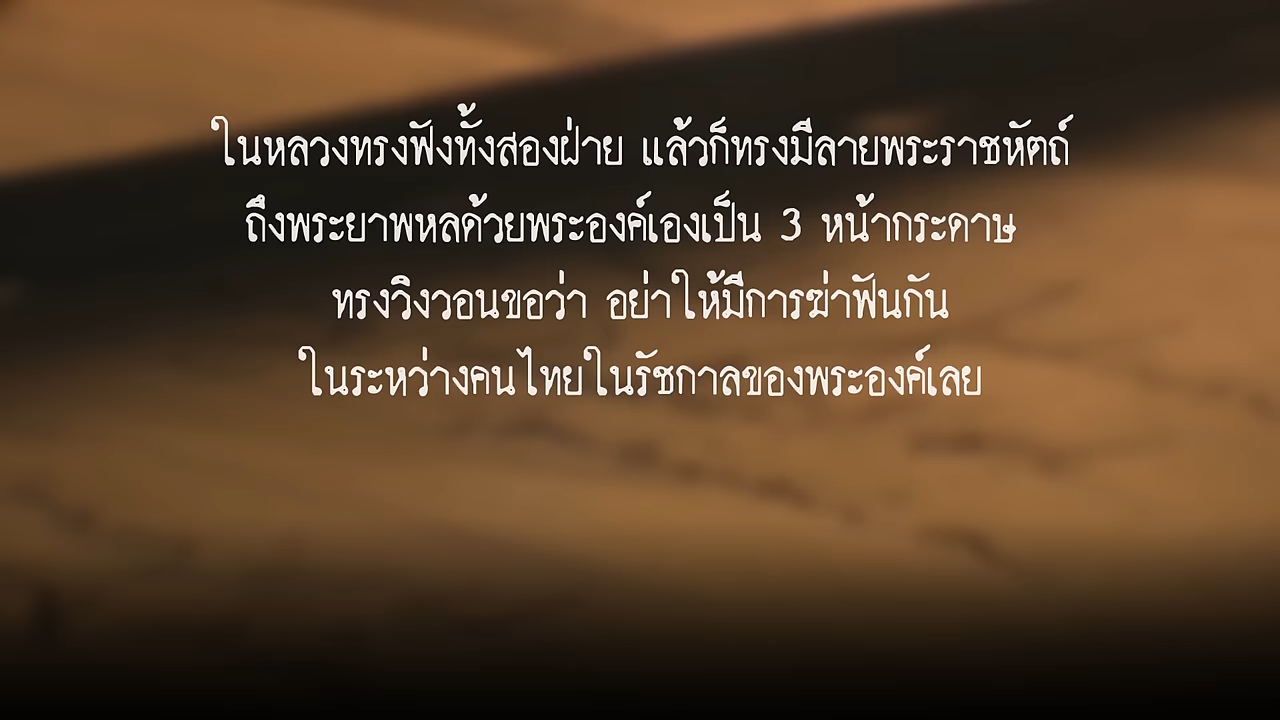 ในหลวงทรงฟังทั้งสองฝ่าย แล้วก็ทรงมีลายพระราชหัตถ์
ถึงพระยาพหลด้วยพระองค์เองเป็น 3 หน้ากระดาษ
ทรงวิงวอนขอว่า อย่าให้มีการฆ่าฟันกัน
ในระหว่างคนไทยในรัชกาลของพระองค์เลย